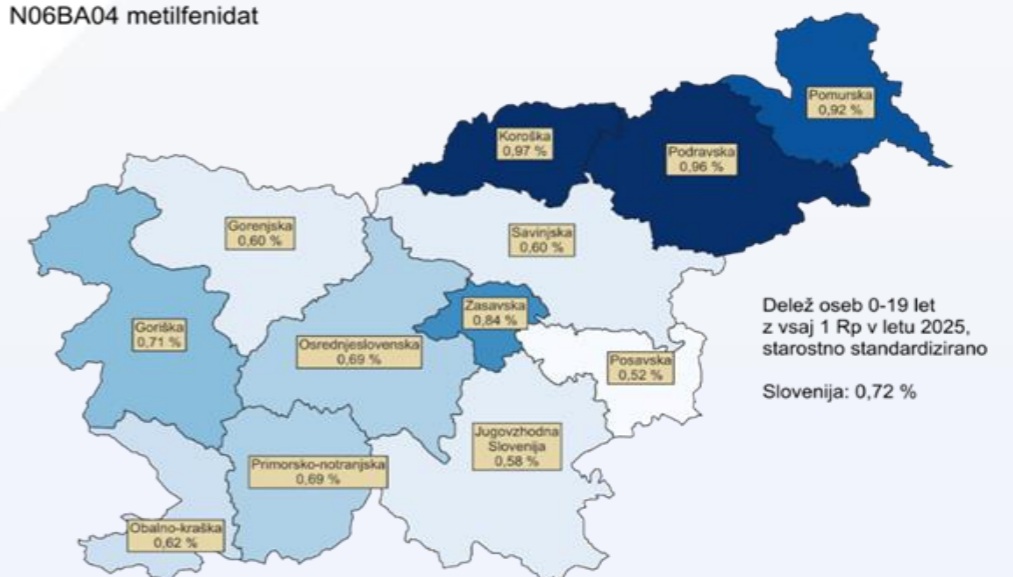 N06BA04 metilfenidat
Pomurska
0,92 %
Koroška
0,97 %
Podravska
0,96 %
Gorenjska
0,60 %
Savinjska
0,60 %
Zasavska
0,84 %
Goriška
0,71 %
Osrednjeslovenska
0,69 %
Posavska
0,52 %
Delež oseb 0-19 let
z vsaj 1 Rp v letu 2025,
starostno standardizirano
Slovenija: 0,72 %
Jugovzhodna
Slovenija
0,58 %
Primorsko-notranjska
0,69 %
Obalno-kraška
0,62 %